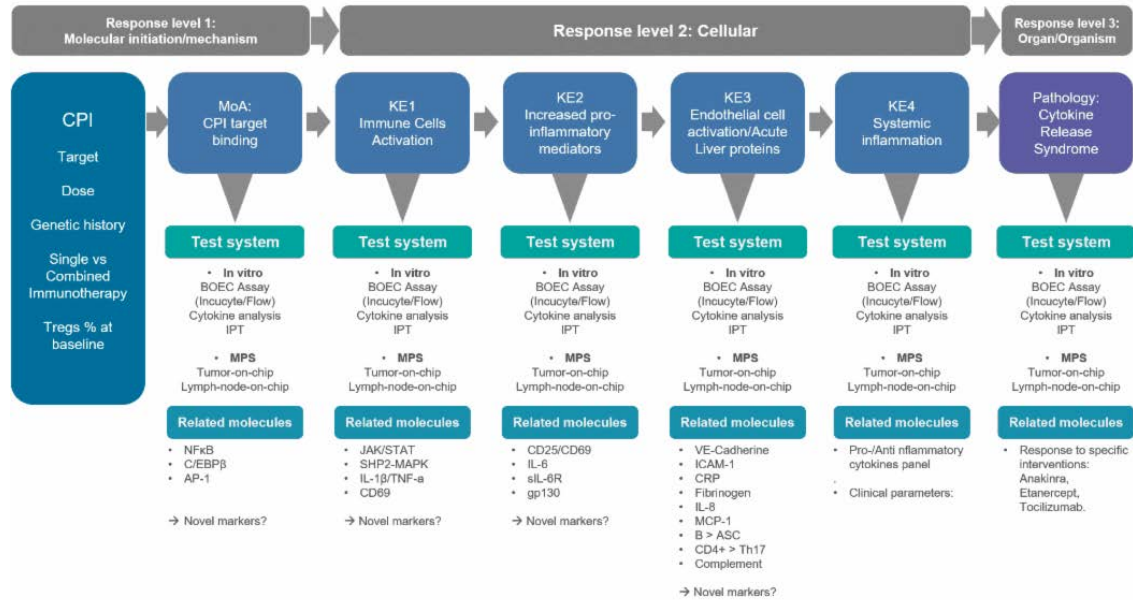 Response level 1:
Molecular initiation/mechanism
Response level 2: Cellular
Response level 3:
Organ/Organism
CPI
Target
Dose
Genetic history
Single vs
Combined
Immunotherapy
Tregs % at
baseline
MoA:
CPI target
binding
KE1
Immune Cells
Activation
KE2
Increased pro-
inflammatory
mediators
KE3
Endothelial cell
activation/Acute
Liver proteins
KE4
Systemic
inflammation
Pathology:
Cytokine
Release
Syndrome
Test system
• In vitro
BOEC Assay
(Incucyte/Flow)
Cytokine analysis
IPT
• MPS
Tumor-on-chip
Lymph-node-on-chip
Related molecules
• NFκB
• C/EBPβ
• AP-1
→ Novel markers?
Test system
• In vitro
BOEC Assay
(Incucyte/Flow)
Cytokine analysis
IPT
• MPS
Tumor-on-chip
Lymph-node-on-chip
Related molecules
• JAK/STAT
• SHP2-MAPK
• IL-1β/TNF-a
• CD69
→ Novel markers?
Test system
• In vitro
BOEC Assay
(Incucyte/Flow)
Cytokine analysis
IPT
• MPS
Tumor-on-chip
Lymph-node-on-chip
Related molecules
• CD25/CD69
• IL-6
• sIL-6R
• gp130
→ Novel markers?
Test system
• In vitro
BOEC Assay
(Incucyte/Flow)
Cytokine analysis
IPT
• MPS
Tumor-on-chip
Lymph-node-on-chip
Related molecules
• VE-Cadherine
• ICAM-1
• CRP
• Fibrinogen
• IL-8
• MCP-1
• B > ASC
• CD4+ > Th17
• Complement
→ Novel markers?
Test system
• In vitro
BOEC Assay
(Incucyte/Flow)
Cytokine analysis
IPT
• MPS
Tumor-on-chip
Lymph-node-on-chip
Related molecules
• Pro-/Anti nflammatory
cytokines panel
.
• Clinical parameters:
Test system
• In vitro
BOEC Assay
(Incucyte/Flow)
Cytokine analysis
IPT
• MPS
Tumor-on-chip
Lymph-node-on-chip
Related molecules
• Response to specific
interventions:
Anakinra,
Etanercept,
Tocilizumab.